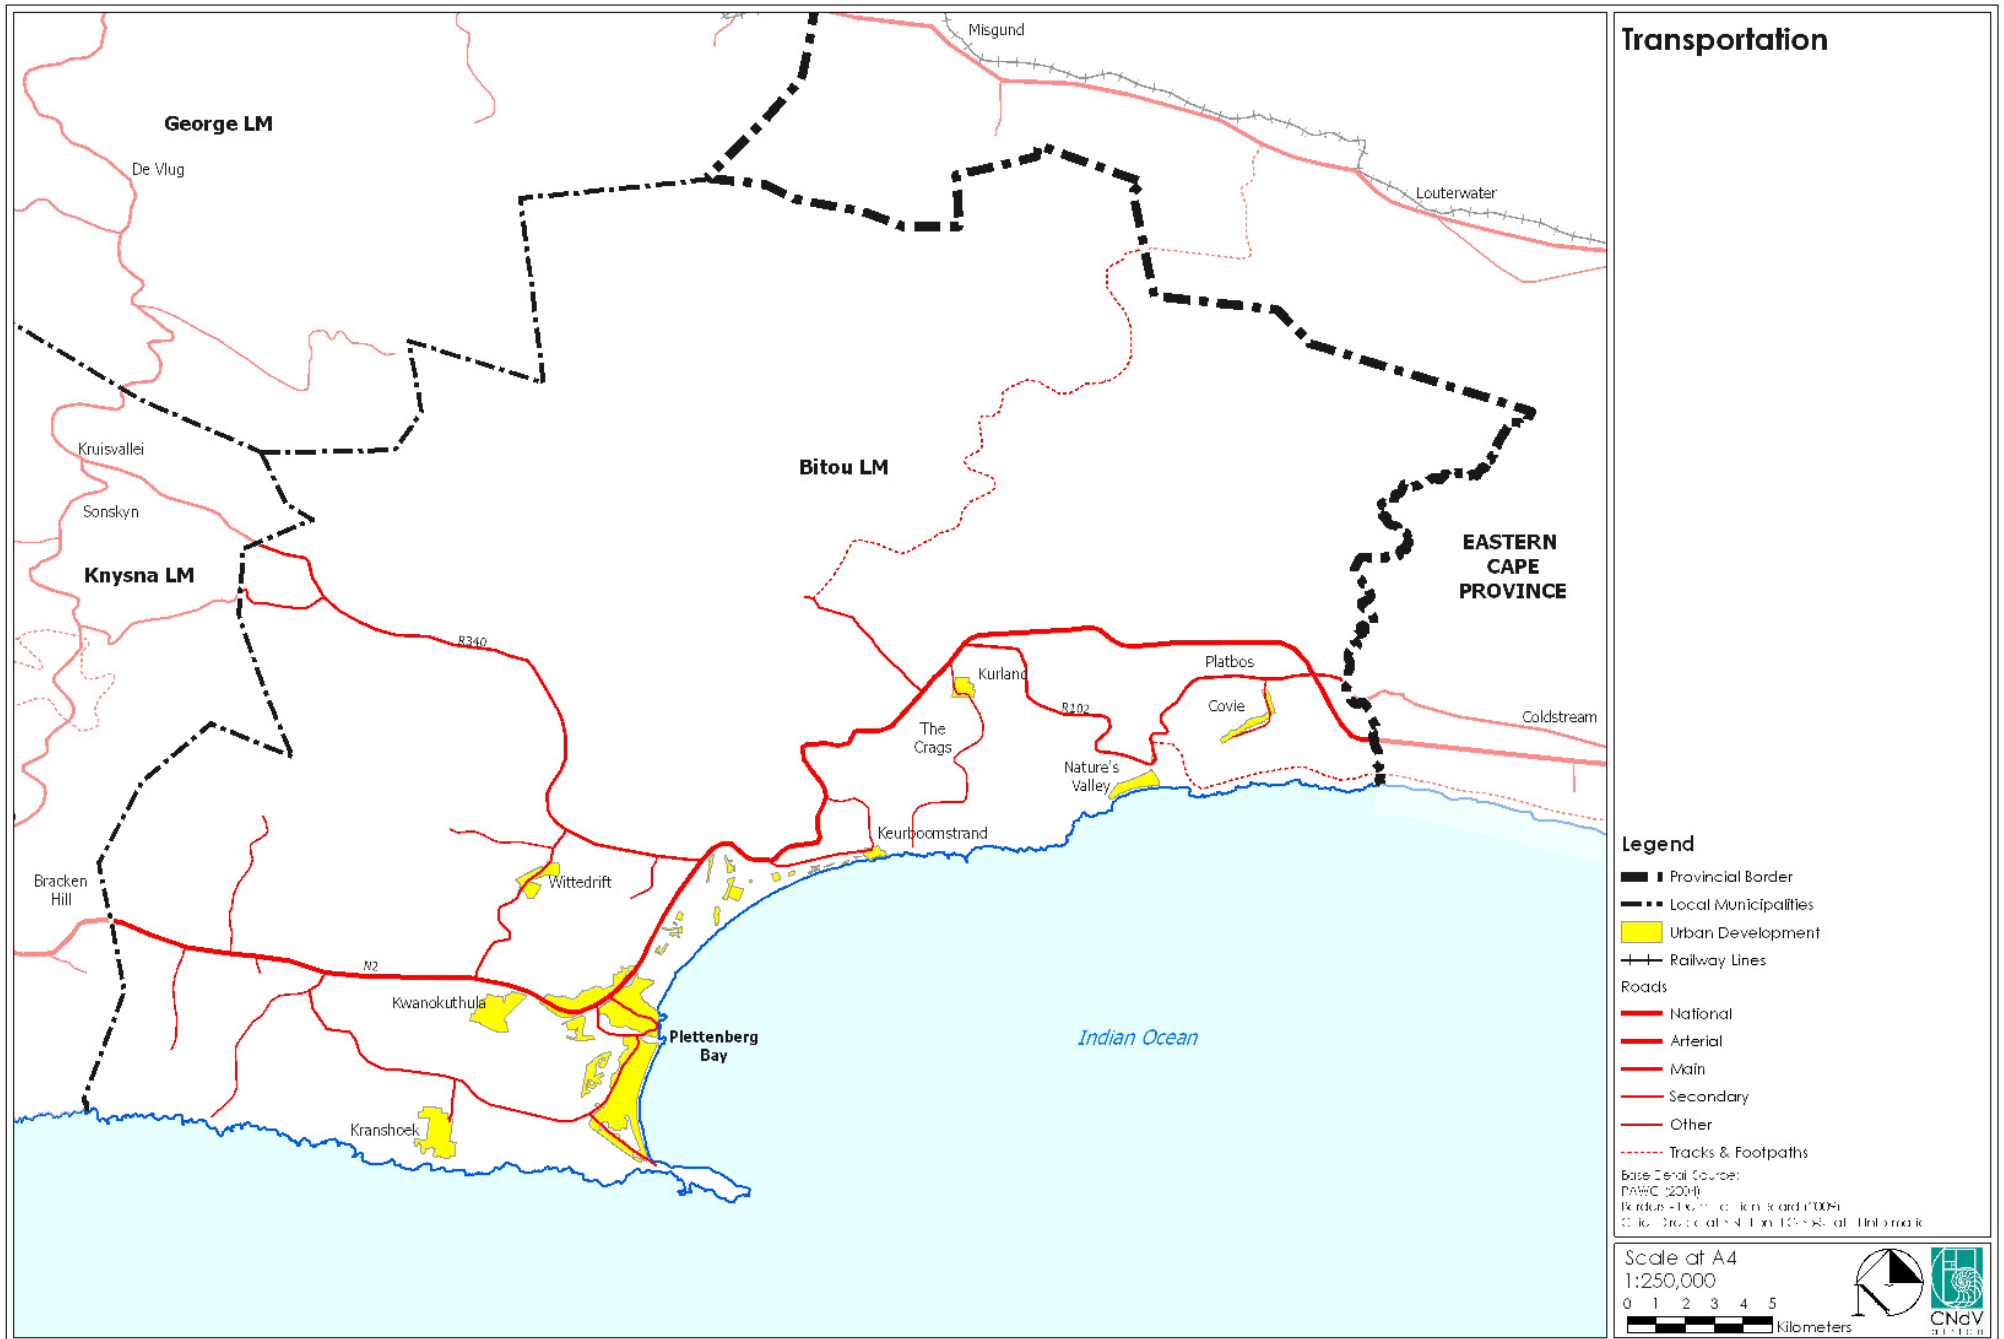 Transportation
Misgund
George LM
De Vlug
Louterwater
Kruisvallei
Bitou LM
Sonskyn
EASTERN
CAPE
PROVINCE
Knysna LM
R340
Platbos
Kurland
Covie
R102
Coldstream
The
Crags
Nature's
Valley
Keurboomstrand
Bracken
Hill
Wittedrift
N2
Kwanokuthula
Plettenberg
Bay
Indian Ocean
Kranshoek
Legend
Provincial Border
Local Municipalities
Urban Development
Railway Lines
Roads
National
Arterial
Main
Secondary
Other
Tracks & Footpaths
Base Detail Source:
PAWC (2004)
Scale at A4
1:250,000
0 1 2 3 4 5
Kilometers
N
CNdV
africa